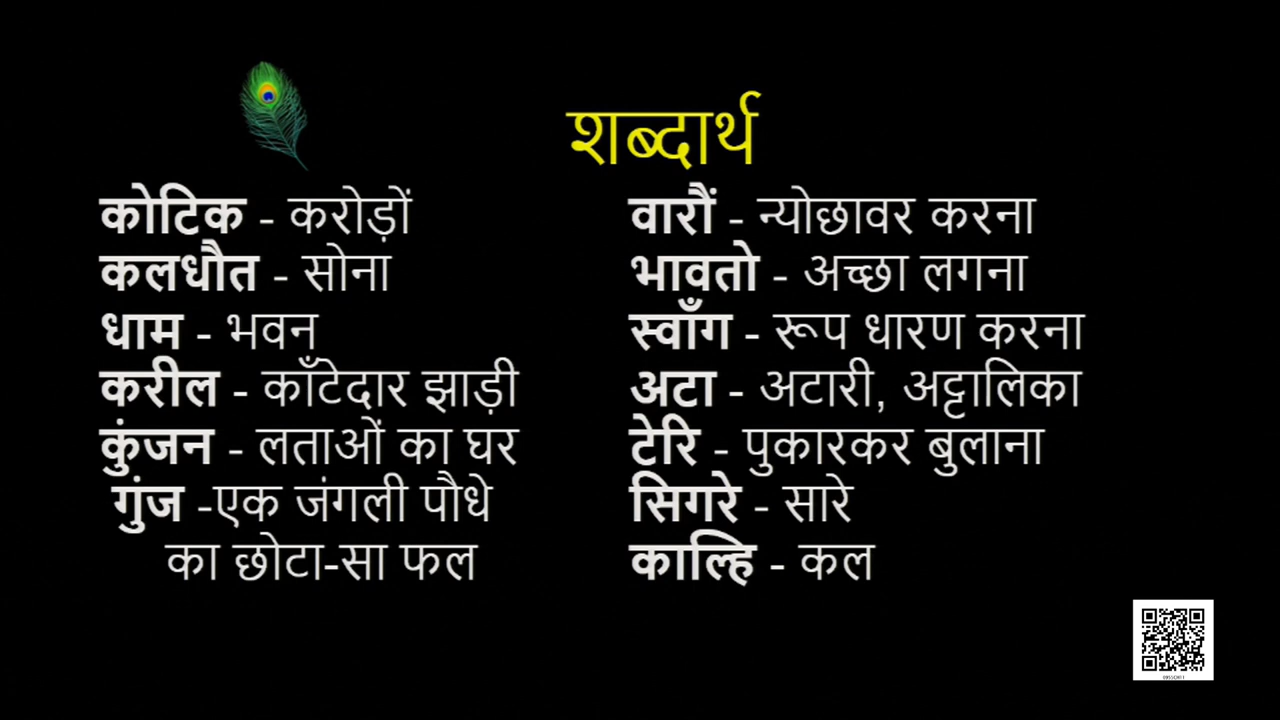 शब्दार्थ
कोटिक - करोड़ों
कलधौत - सोना
धाम - भवन
करील - काँटेदार झाड़ी
कुंजन - लताओं का घर
गुंज -एक जंगली पौधे
का छोटा-सा फल
वारौं - न्योछावर करना
भावतो - अच्छा लगना
स्वाँग - रूप धारण करना
अटा - अटारी, अट्टालिका
टेरि - पुकारकर बुलाना
सिगरे - सारे
काल्हि - कल